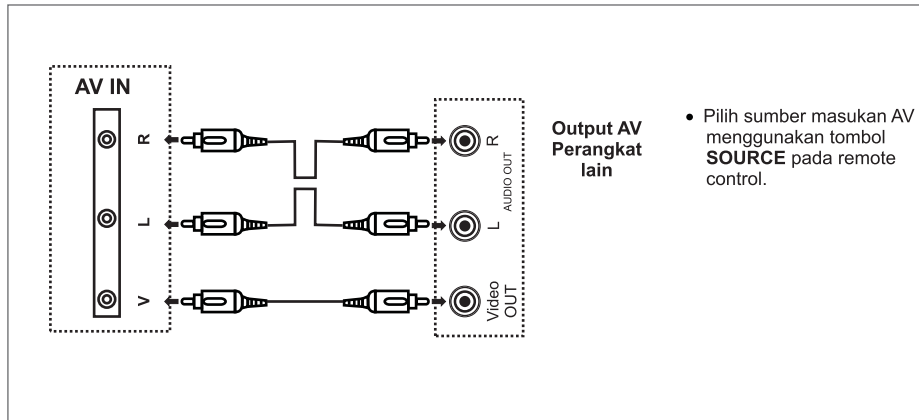 AV IN
R
L
V
R
AUDIO OUT
L
Video
OUT
Output AV
Perangkat
lain
• Pilih sumber masukan AV
menggunakan tombol
SOURCE pada remote
control.